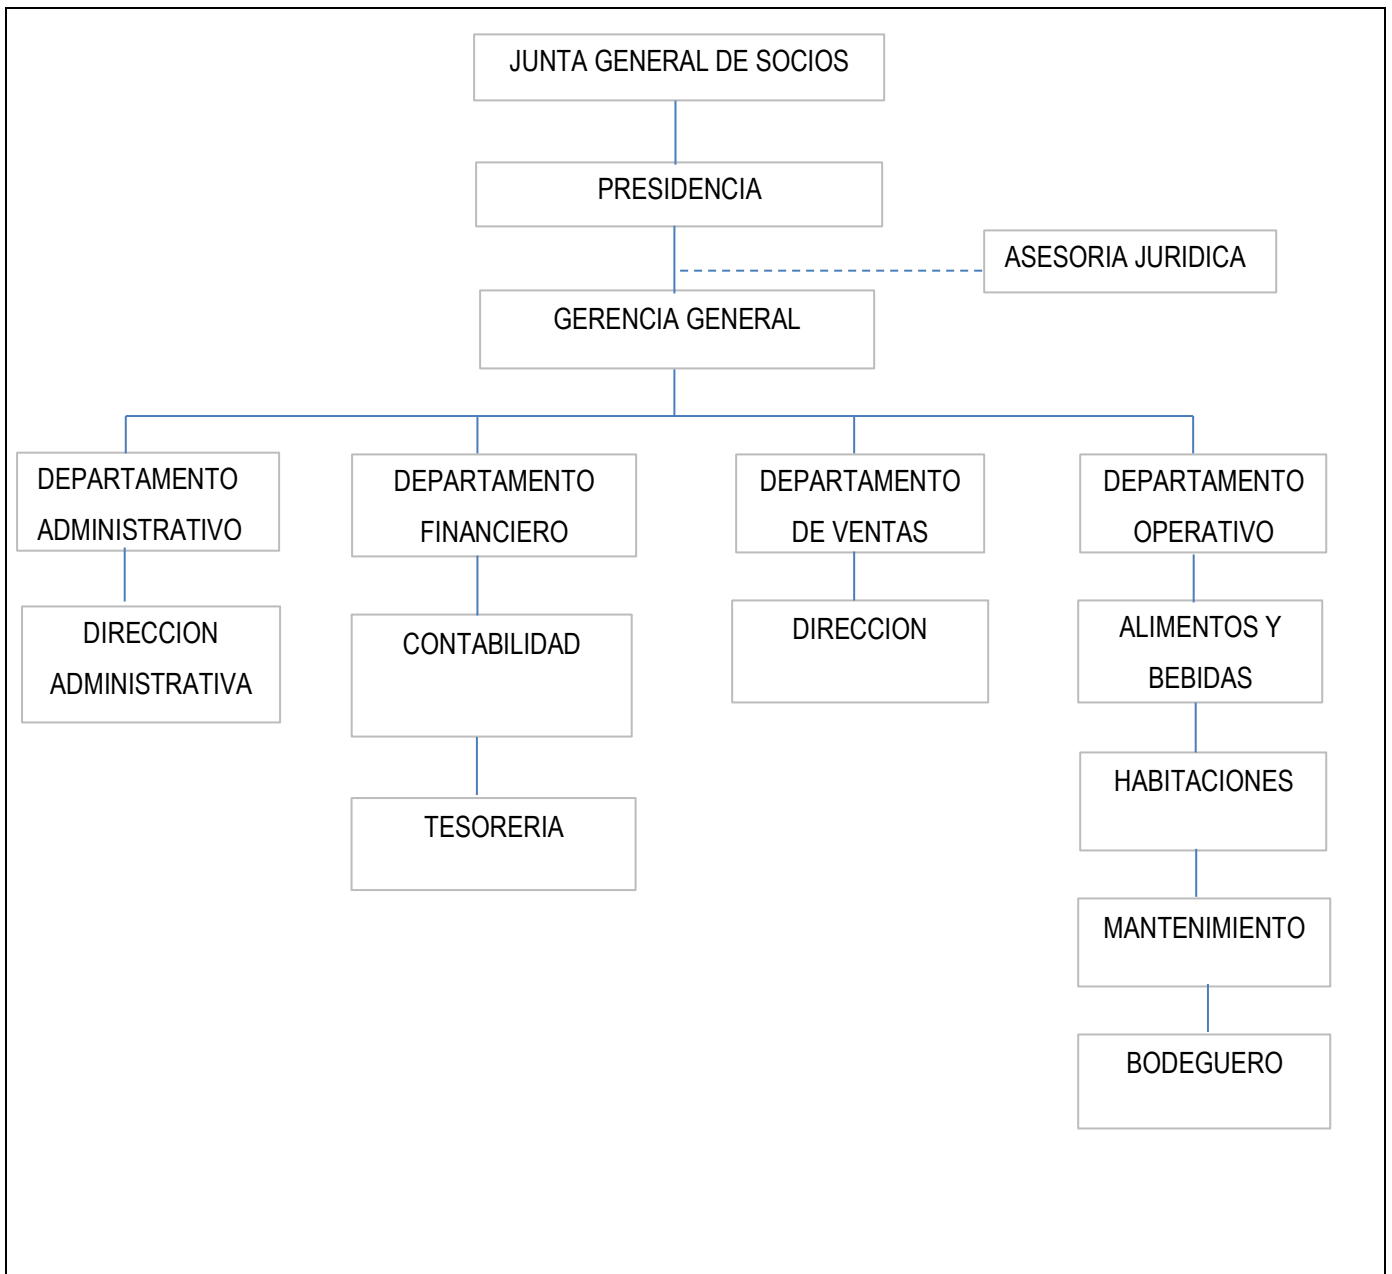 JUNTA GENERAL DE SOCIOS
PRESIDENCIA
ASESORIA JURIDICA
GERENCIA GENERAL
DEPARTAMENTO
ADMINISTRATIVO
DEPARTAMENTO
FINANCIERO
DEPARTAMENTO
DE VENTAS
DEPARTAMENTO
OPERATIVO
DIRECCION
ADMINISTRATIVA
CONTABILIDAD
DIRECCION
ALIMENTOS Y
BEBIDAS
TESORERIA
HABITACIONES
MANTENIMIENTO
BODEGUERO